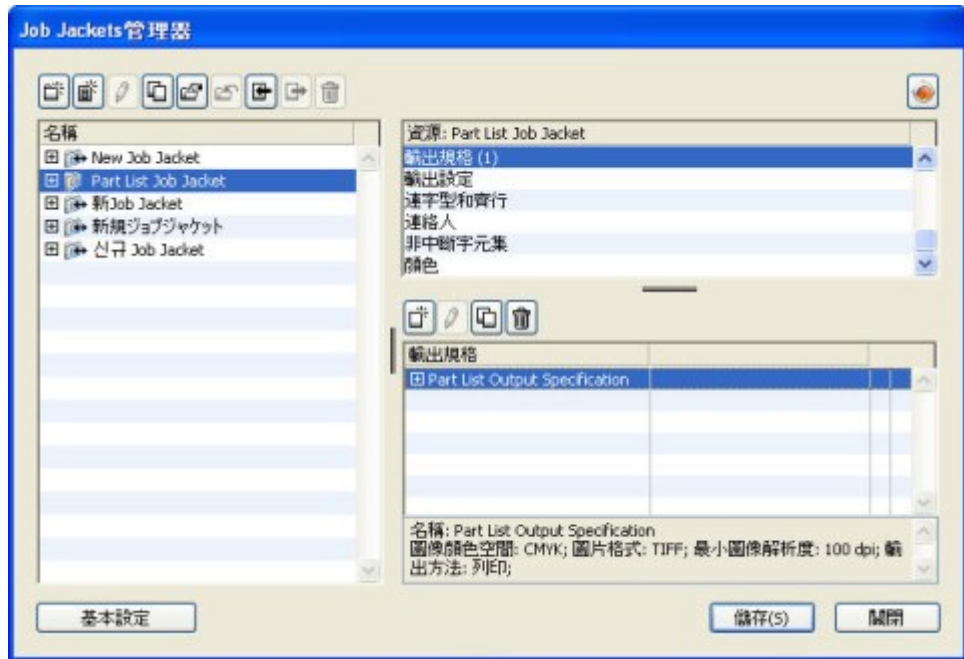 Job Jackets管理器
名稱
New Job Jacket
Part List Job Jacket
新Job Jacket
新規ジョブジャケット
신규 Job Jacket
資源: Part List Job Jacket
輸出規格 (1)
輸出設定
連字型和齊行
連絡人
非中斷字元集
顏色
輸出規格
Part List Output Specification
名稱: Part List Output Specification
圖像顏色空間: CMYK; 圖片格式: TIFF; 最小圖像解析度: 100 dpi; 輸
出方法: 列印;
基本設定
儲存(S)
關閉